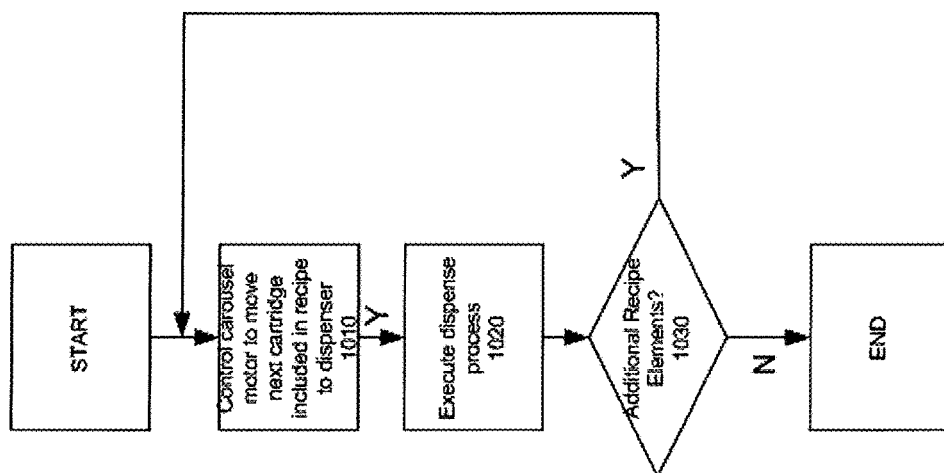 START
Control carousel
motor to move
next cartridge
included in recipe
to dispenser
1010
Y
Execute dispense
process
1020
Additional Recipe
Elements?
1030
Y
N
END